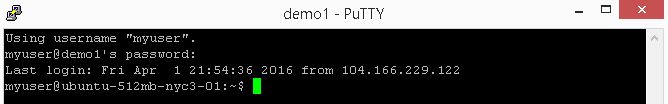 demo1 - PuTTY
Using username "myuser".
myuser@demo1's password:
Last login: Fri Apr  1 21:54:36 2016 from 104.166.229.122
myuser@ubuntu-512mb-nyc3-01:~$